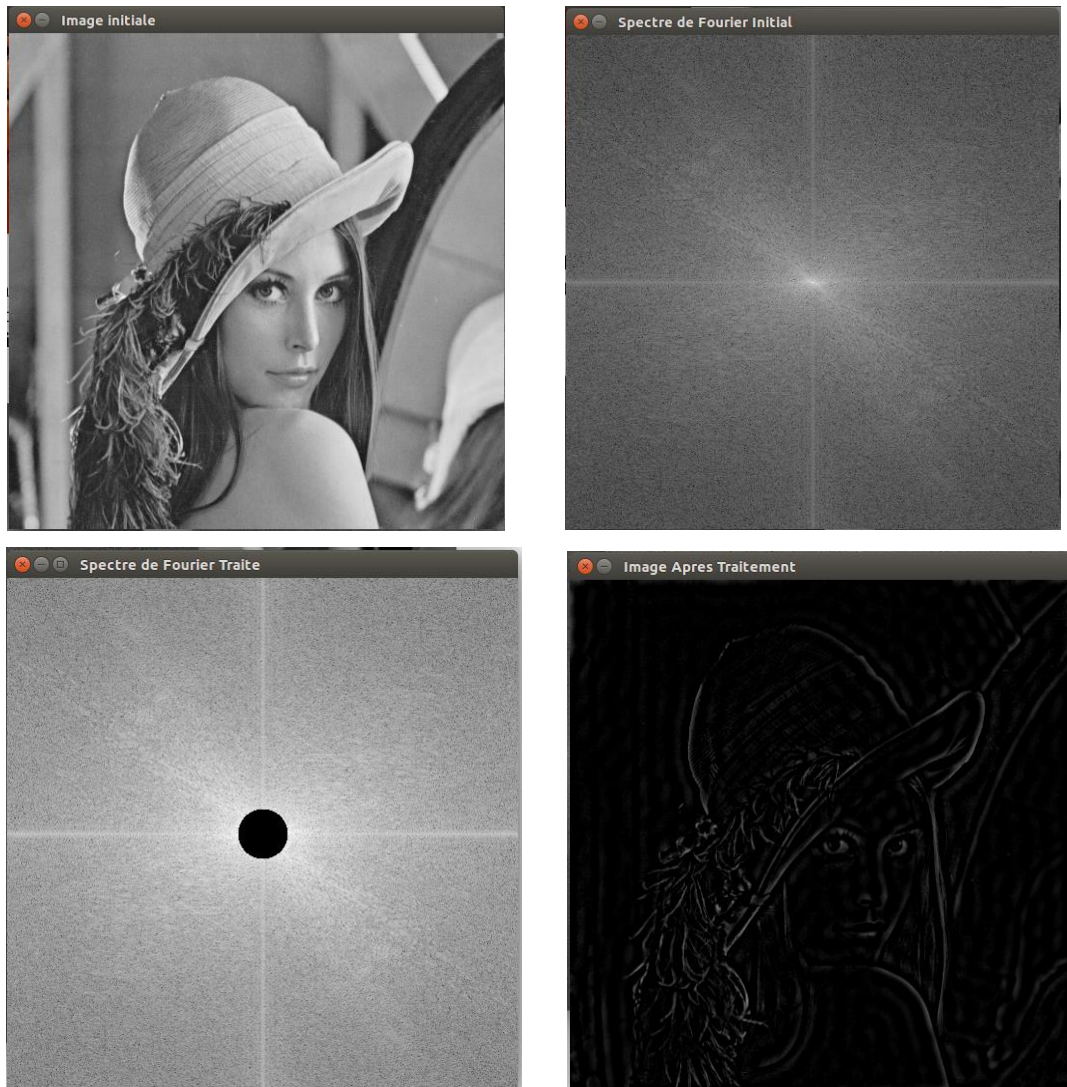 Image initiale
Spectre de Fourier Initial
Spectre de Fourier Traite
Image Apres Traitement